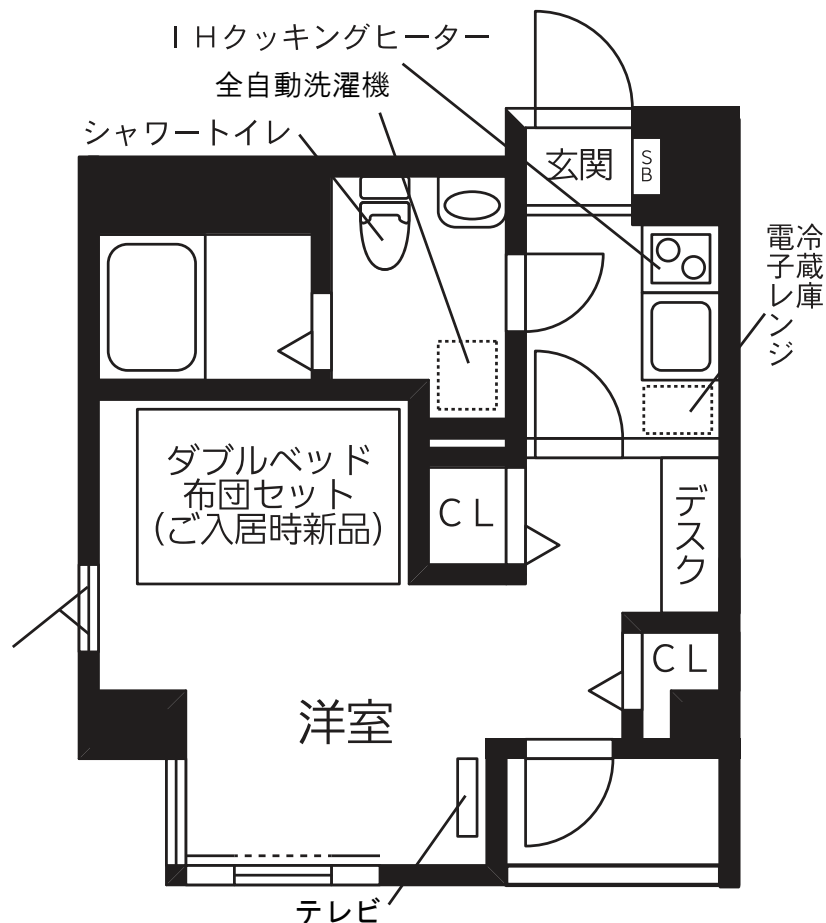 ＩＨクッキングヒーター
全自動洗濯機
シャワートイレ
玄関
SB
冷蔵庫
電子レンジ
ダブルベッド
布団セット
(ご入居時新品)
ＣＬ
デスク
ＣＬ
洋室
テレビ